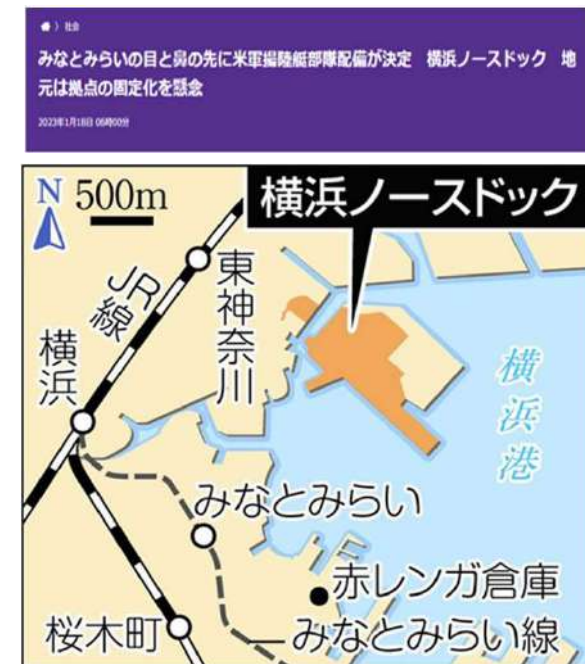 社会
みなとみらいの目と鼻の先に米軍揚陸艇部隊配備が決定　横浜ノースドック　地
元は拠点の固定化を懸念
2023年1月18日 06時00分
N 500m
横浜ノースドック
JR線
東神奈川
横浜
横浜港
みなとみらい
赤レンガ倉庫
桜木町
みなとみらい線